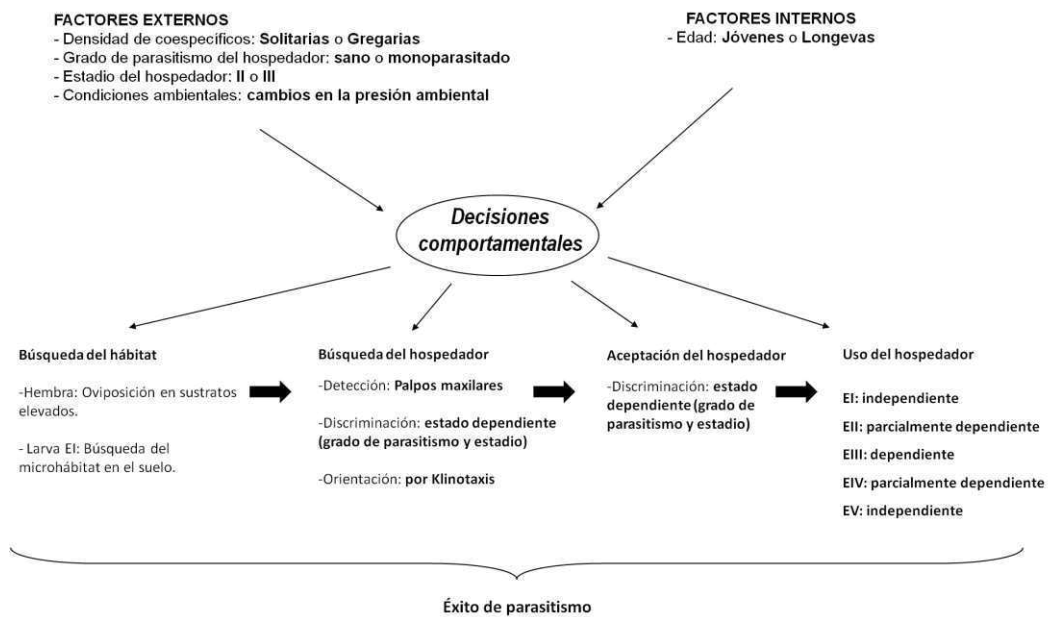 FACTORES EXTERNOS
- Densidad de coespecíficos: Solitarias o Gregarias
- Grado de parasitismo del hospedador: sano o monoparasitado
- Estadio del hospedador: II o III
- Condiciones ambientales: cambios en la presión ambiental
FACTORES INTERNOS
- Edad: Jóvenes o Longevas
Decisiones
comportamentales
Búsqueda del hábitat
-Hembra: Oviposición en sustratos
elevados.
- Larva EI: Búsqueda del
microhábitat en el suelo.
Búsqueda del hospedador
-Detección: Palpos maxilares
-Discriminación: estado dependiente
(grado de parasitismo y estadio)
-Orientación: por Klinotaxis
Aceptación del hospedador
-Discriminación: estado
dependiente (grado de
parasitismo y estadio)
Uso del hospedador
EI: independiente
EII: parcialmente dependiente
EIII: dependiente
EIV: parcialmente dependiente
EV: independiente
Éxito de parasitismo